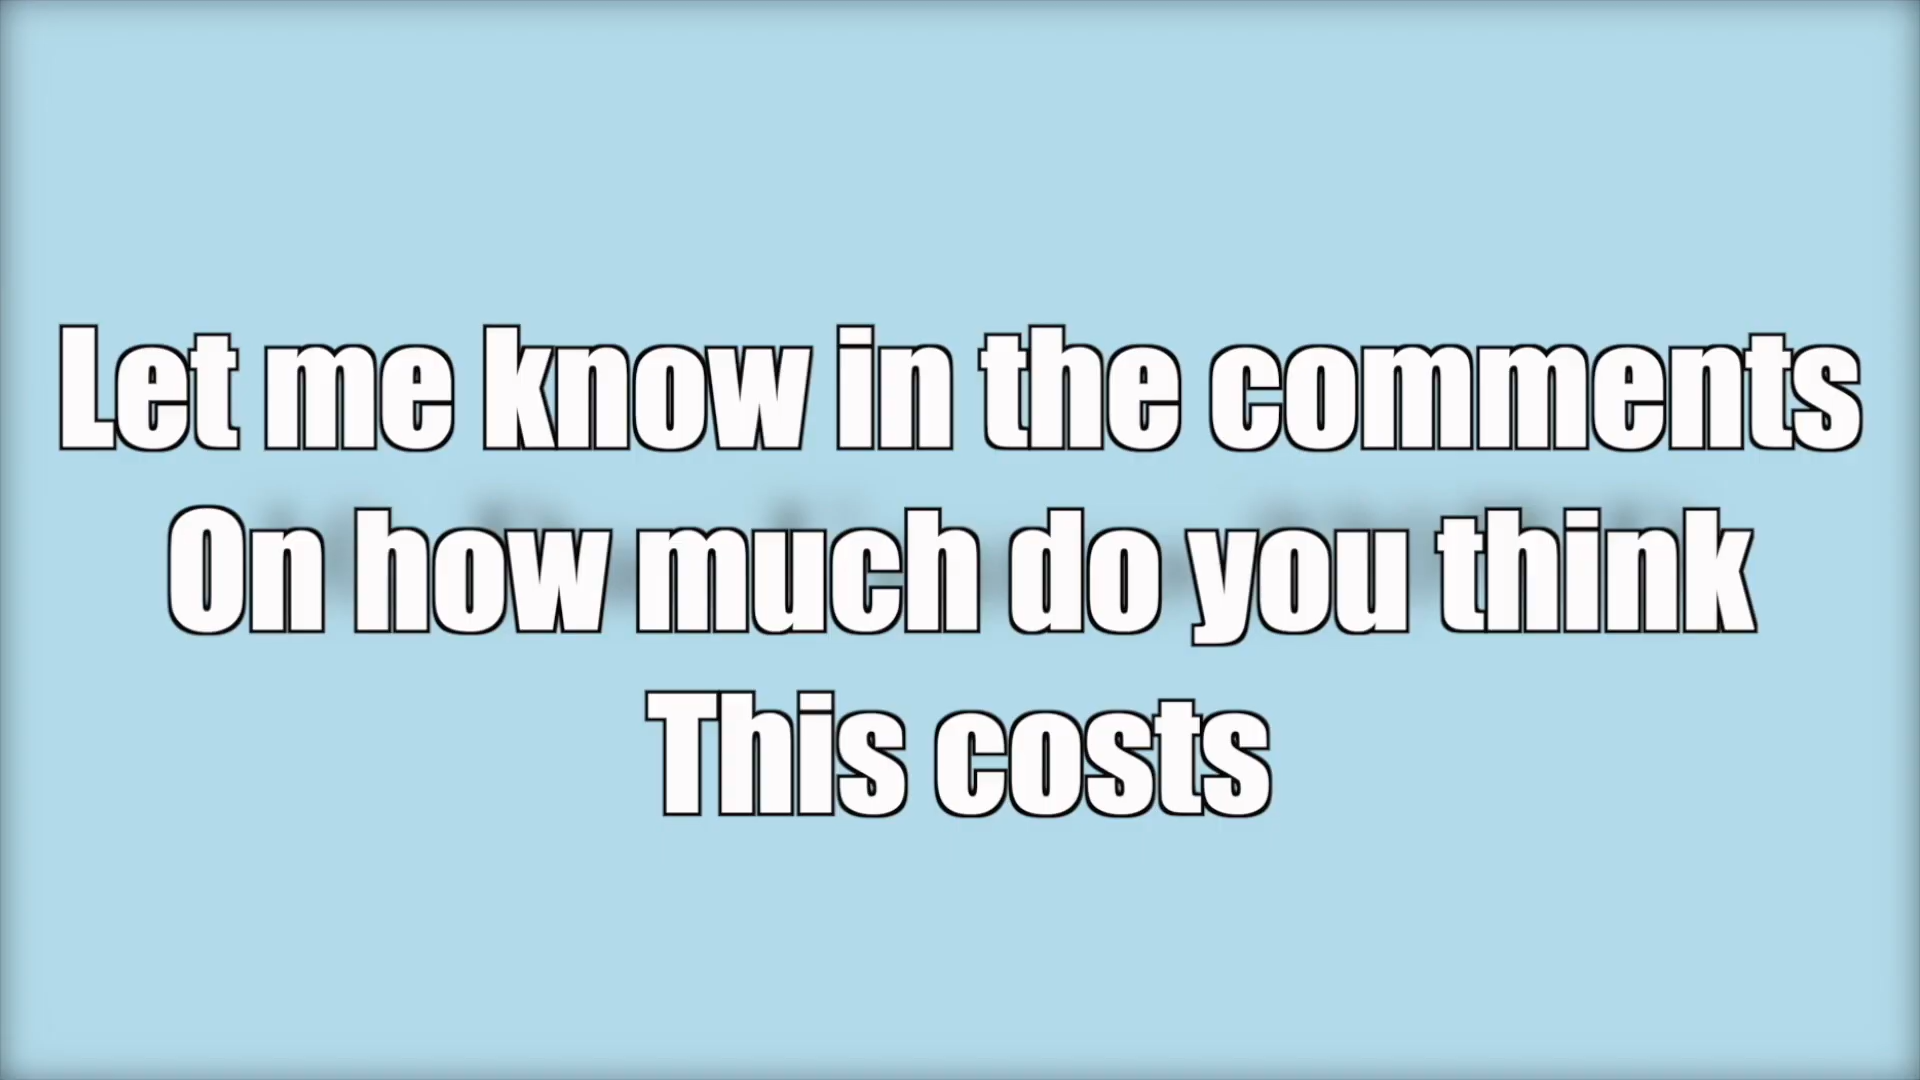 Let me know in the comments
On how much do you think
This costs